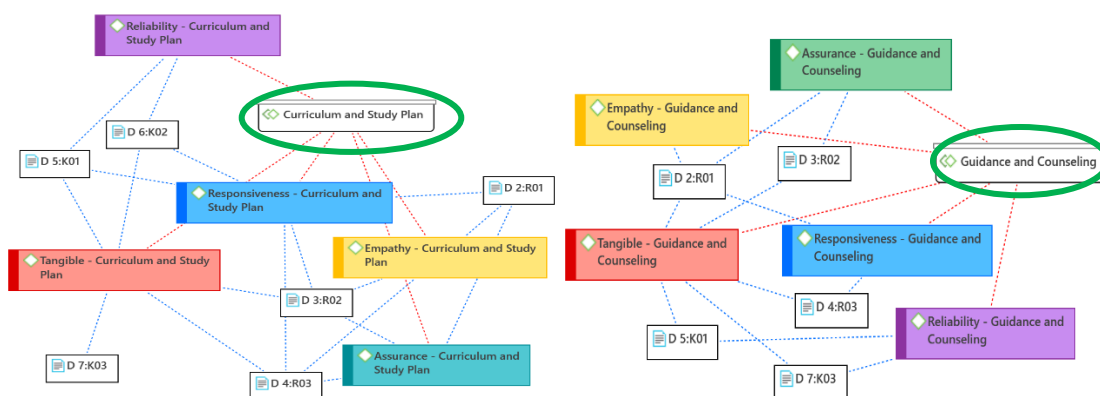 Reliability - Curriculum and
Study Plan
Curriculum and Study Plan
D 6:K02
D 5:K01
Responsiveness - Curriculum and
Study Plan
D 2:R01
Tangible - Curriculum and Study
Plan
Empathy - Curriculum and Study
Plan
D 3:R02
D 7:K03
Assurance - Curriculum and
Study Plan
D 4:R03
Assurance - Guidance and
Counseling
Empathy - Guidance and
Counseling
D 3:R02
Guidance and Counseling
D 2:R01
Tangible - Guidance and
Counseling
Responsiveness - Guidance and
Counseling
D 4:R03
Reliability - Guidance and
Counseling
D 5:K01
D 7:K03